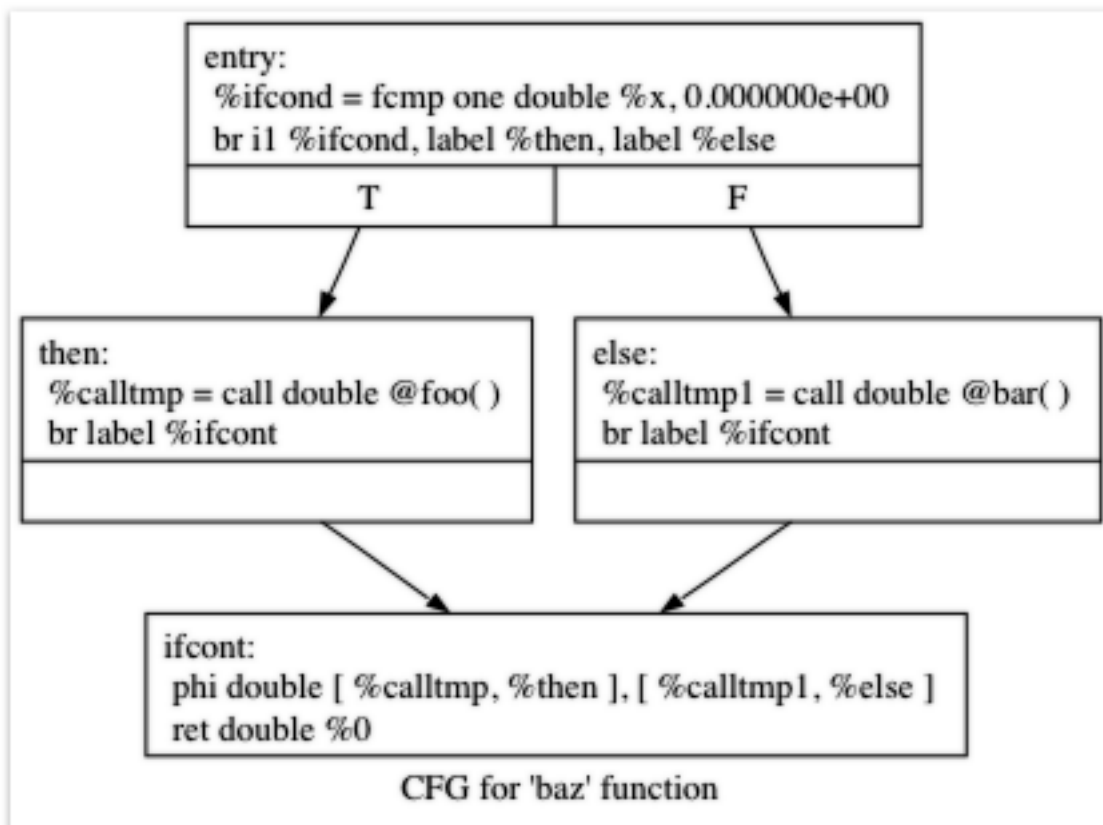 entry:
%ifcond = fcmp one double %x, 0.000000e+00
br i1 %ifcond, label %then, label %else
T
F
then:
%calltmp = call double @foo( )
br label %ifcont
else:
%calltmp1 = call double @bar( )
br label %ifcont
ifcont:
phi double [ %calltmp, %then ], [ %calltmp1, %else ]
ret double %0
CFG for 'baz' function